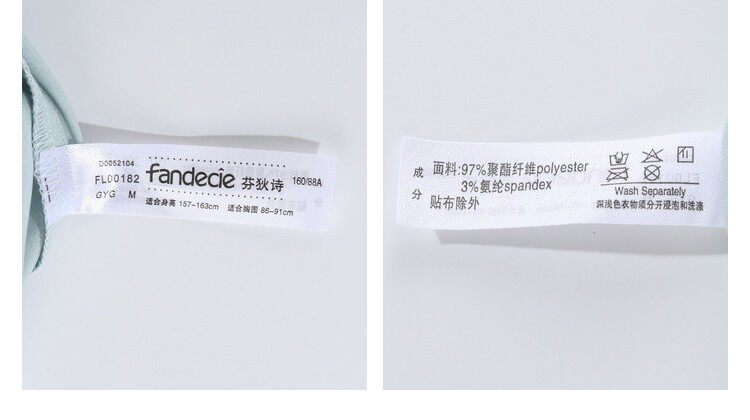 D0052104
FL00182
GYG M
fandecie 芬狄诗 160/88A
适合身高 157-163cm 适合胸围 86-91cm
成分
面料:97%聚酯纤维polyester
3%氨纶spandex
贴布除外
Wash Separately
深浅色衣物须分开浸泡和洗涤